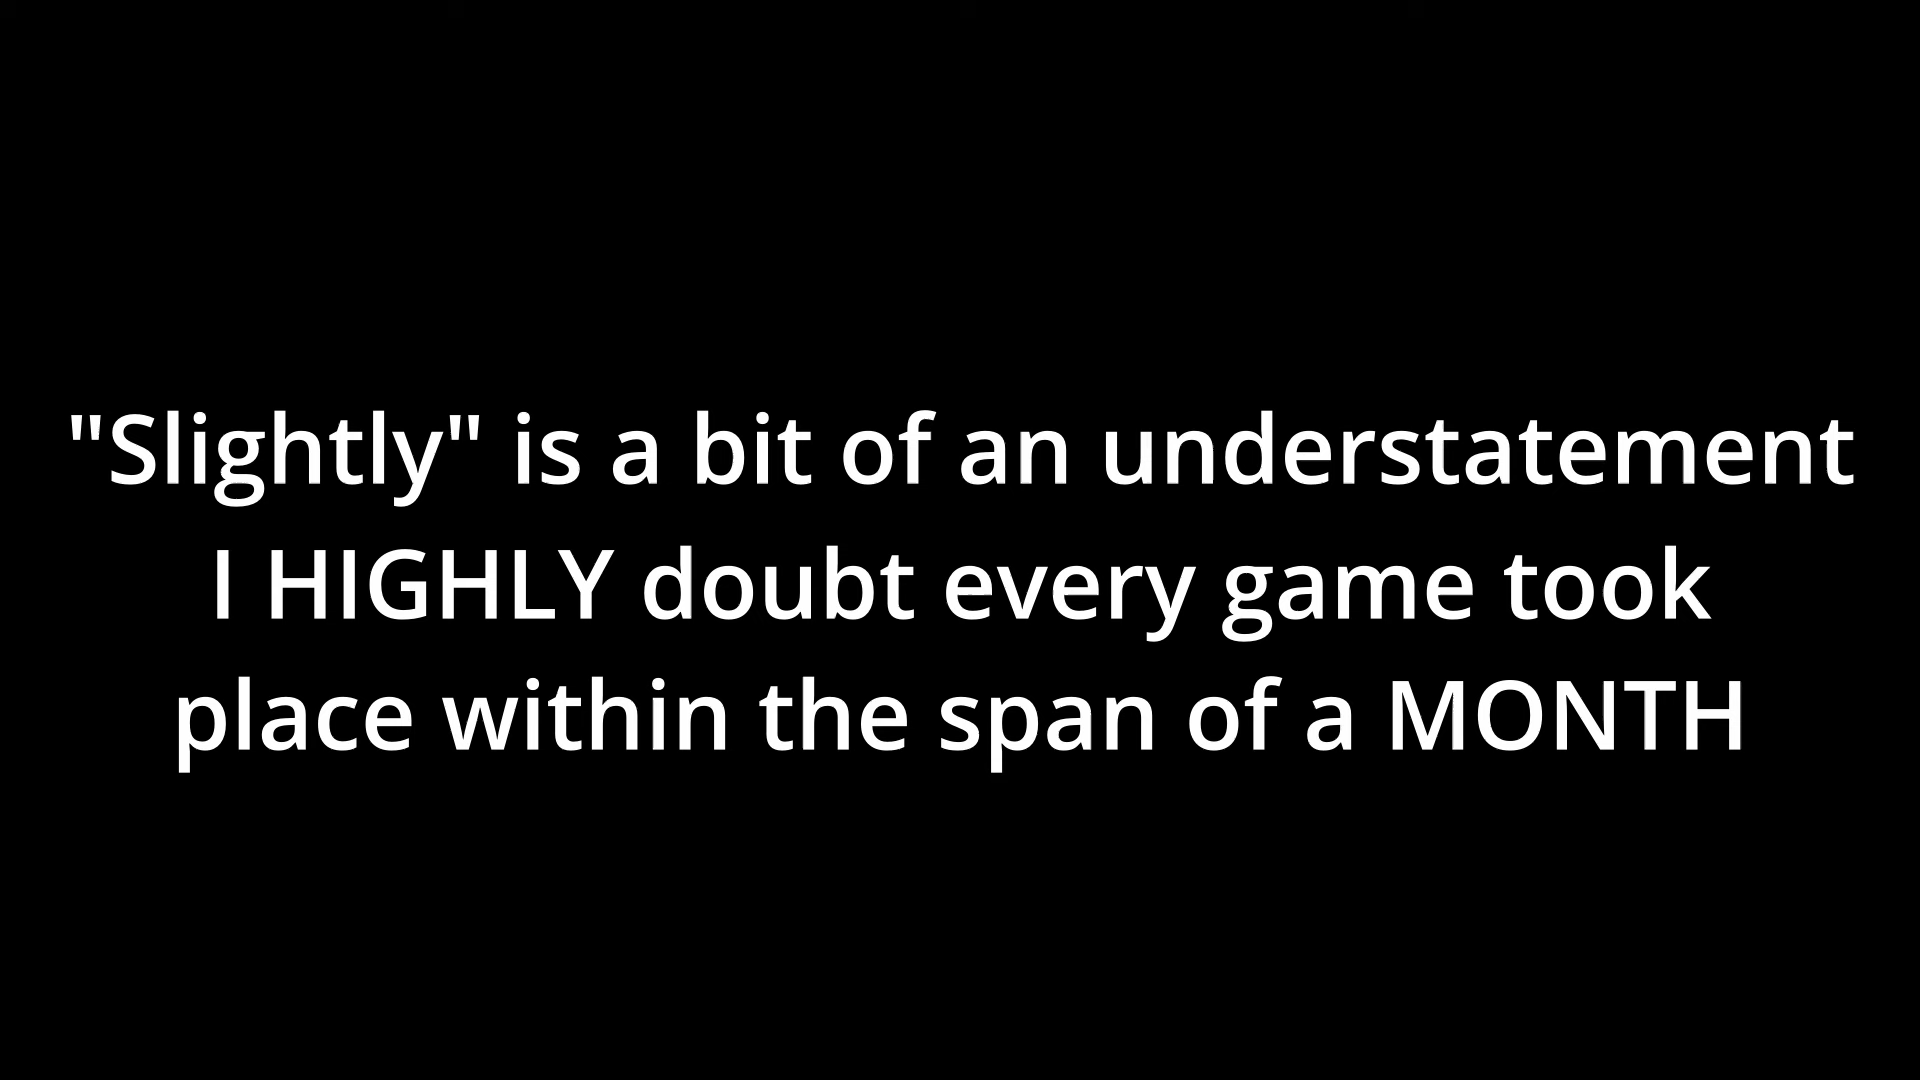 "Slightly" is a bit of an understatement
I HIGHLY doubt every game took
place within the span of a MONTH